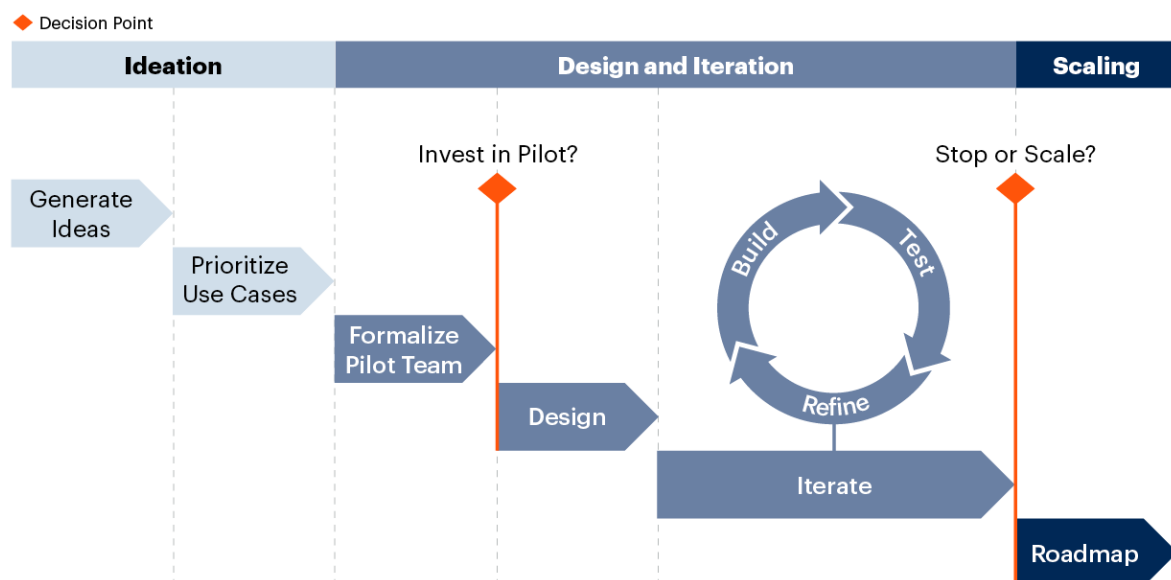 Decision Point
Ideation
Design and Iteration
Scaling
Invest in Pilot?
Stop or Scale?
Generate
Ideas
Prioritize
Use Cases
Formalize
Pilot Team
Design
Build
Test
Refine
Iterate
Roadmap